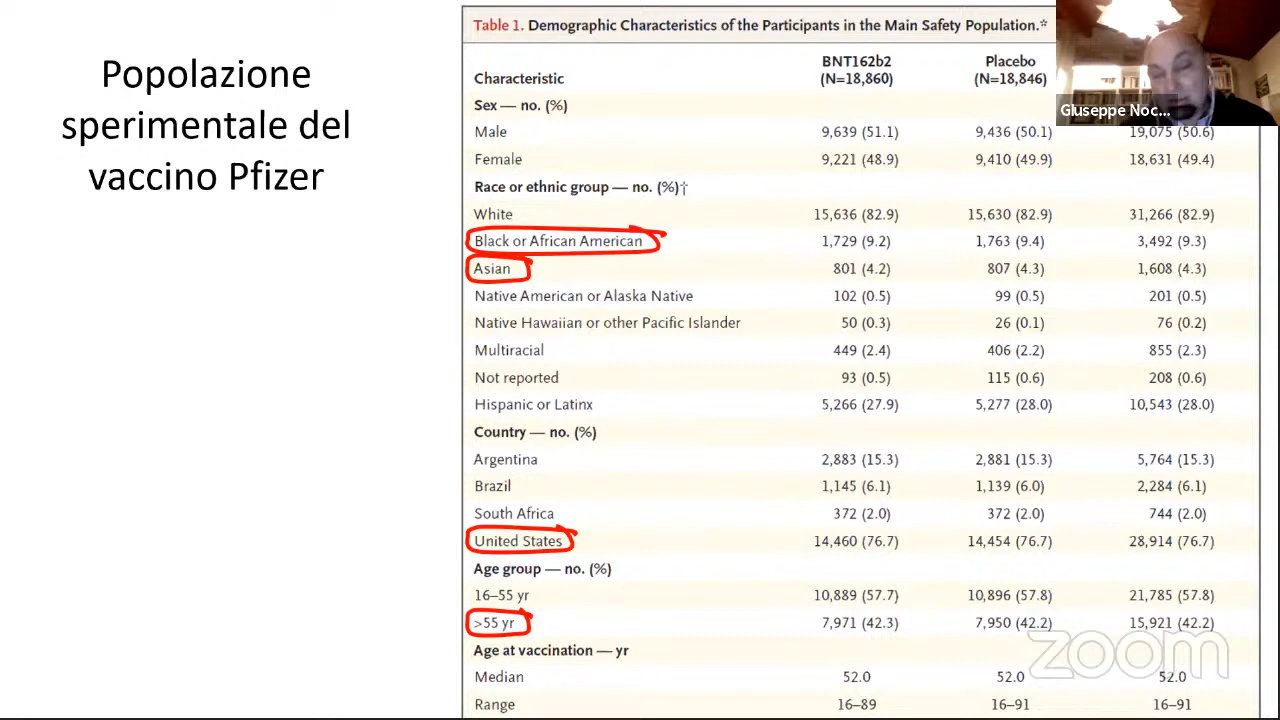 Popolazione
sperimentale del
vaccino Pfizer
Table 1. Demographic Characteristics of the Participants in the Main Safety Population.*
Characteristic BNT162b2 (N=18,860) Placebo (N=18,846)
Sex — no. (%)
Male 9,639 (51.1) 9,436 (50.1) 19,075 (50.6)
Female 9,221 (48.9) 9,410 (49.9) 18,631 (49.4)
Race or ethnic group — no. (%)†
White 15,636 (82.9) 15,630 (82.9) 31,266 (82.9)
Black or African American 1,729 (9.2) 1,763 (9.4) 3,492 (9.3)
Asian 801 (4.2) 807 (4.3) 1,608 (4.3)
Native American or Alaska Native 102 (0.5) 99 (0.5) 201 (0.5)
Native Hawaiian or other Pacific Islander 50 (0.3) 26 (0.1) 76 (0.2)
Multiracial 449 (2.4) 406 (2.2) 855 (2.3)
Not reported 93 (0.5) 115 (0.6) 208 (0.6)
Hispanic or Latinx 5,266 (27.9) 5,277 (28.0) 10,543 (28.0)
Country — no. (%)
Argentina 2,883 (15.3) 2,881 (15.3) 5,764 (15.3)
Brazil 1,145 (6.1) 1,139 (6.0) 2,284 (6.1)
South Africa 372 (2.0) 372 (2.0) 744 (2.0)
United States 14,460 (76.7) 14,454 (76.7) 28,914 (76.7)
Age group — no. (%)
16–55 yr 10,889 (57.7) 10,896 (57.8) 21,785 (57.8)
>55 yr 7,971 (42.3) 7,950 (42.2) 15,921 (42.2)
Age at vaccination — yr
Median 52.0 52.0 52.0
Range 16–89 16–91 16–91
Giuseppe Noc...
zoom